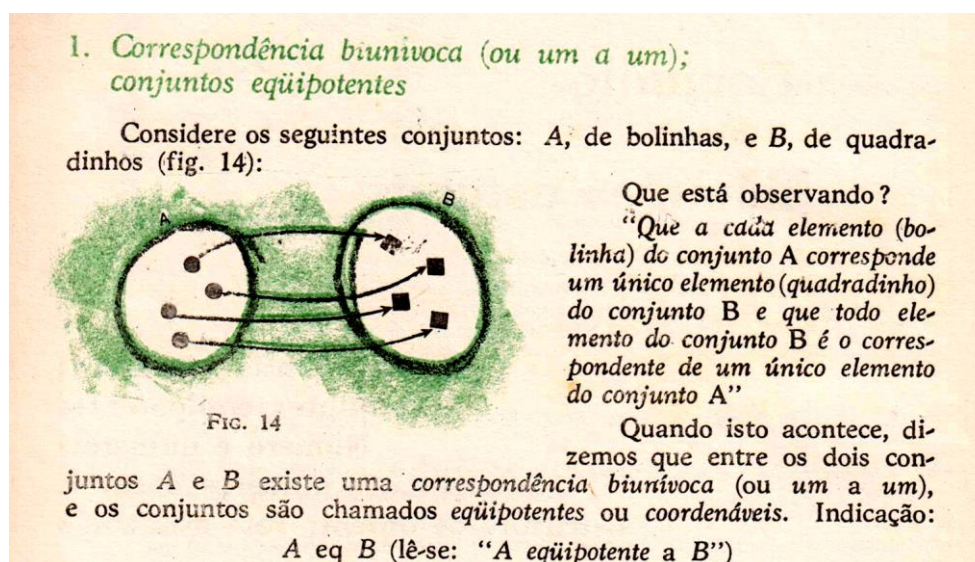 1. Correspondência biunívoca (ou um a um);
conjuntos eqüipotentes
Considere os seguintes conjuntos: A, de bolinhas, e B, de quadra-
dinhos (fig. 14):
A
B
FIG. 14
Que está observando?
"Que a cada elemento (bo-
linha) do conjunto A corresponde
um único elemento (quadradinho)
do conjunto B e que todo ele-
mento do conjunto B é o corres-
pondente de um único elemento
do conjunto A"
Quando isto acontece, di-
zemos que entre os dois con-
juntos A e B existe uma correspondência biunívoca (ou um a um),
e os conjuntos são chamados eqüipotentes ou coordenáveis. Indicação:
A eq B (lê-se: "A eqüipotente a B")